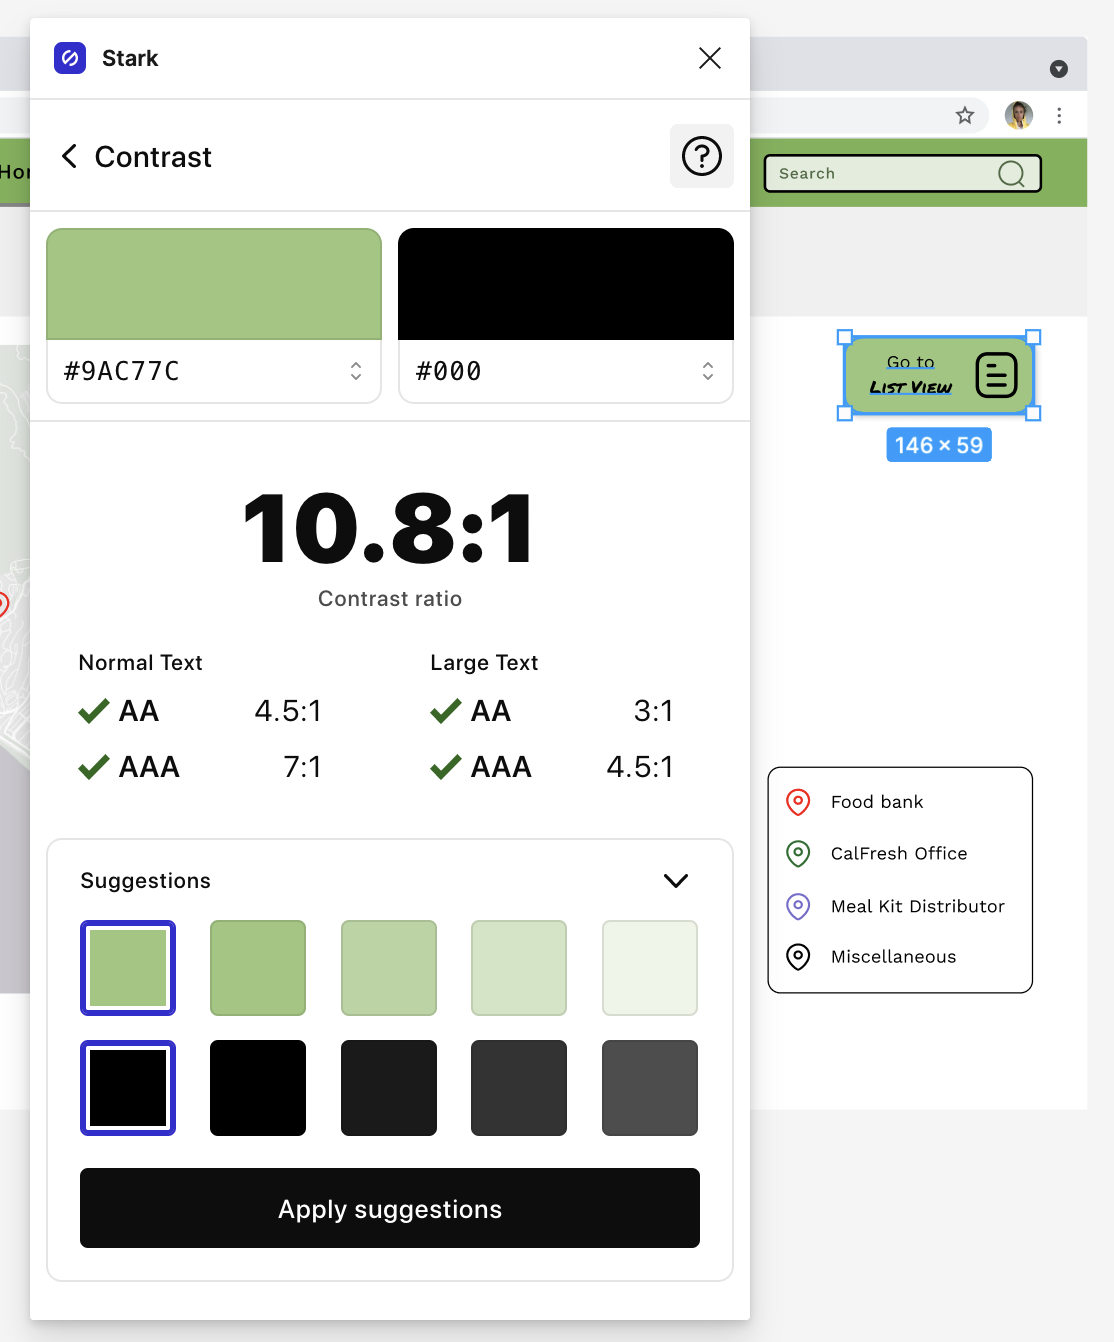 Stark
Contrast
#9AC77C
#000
10.8:1
Contrast ratio
Normal Text
AA 4.5:1
AAA 7:1
Large Text
AA 3:1
AAA 4.5:1
Suggestions
Apply suggestions
Search
Go to
LIST VIEW
146 × 59
Food bank
CalFresh Office
Meal Kit Distributor
Miscellaneous